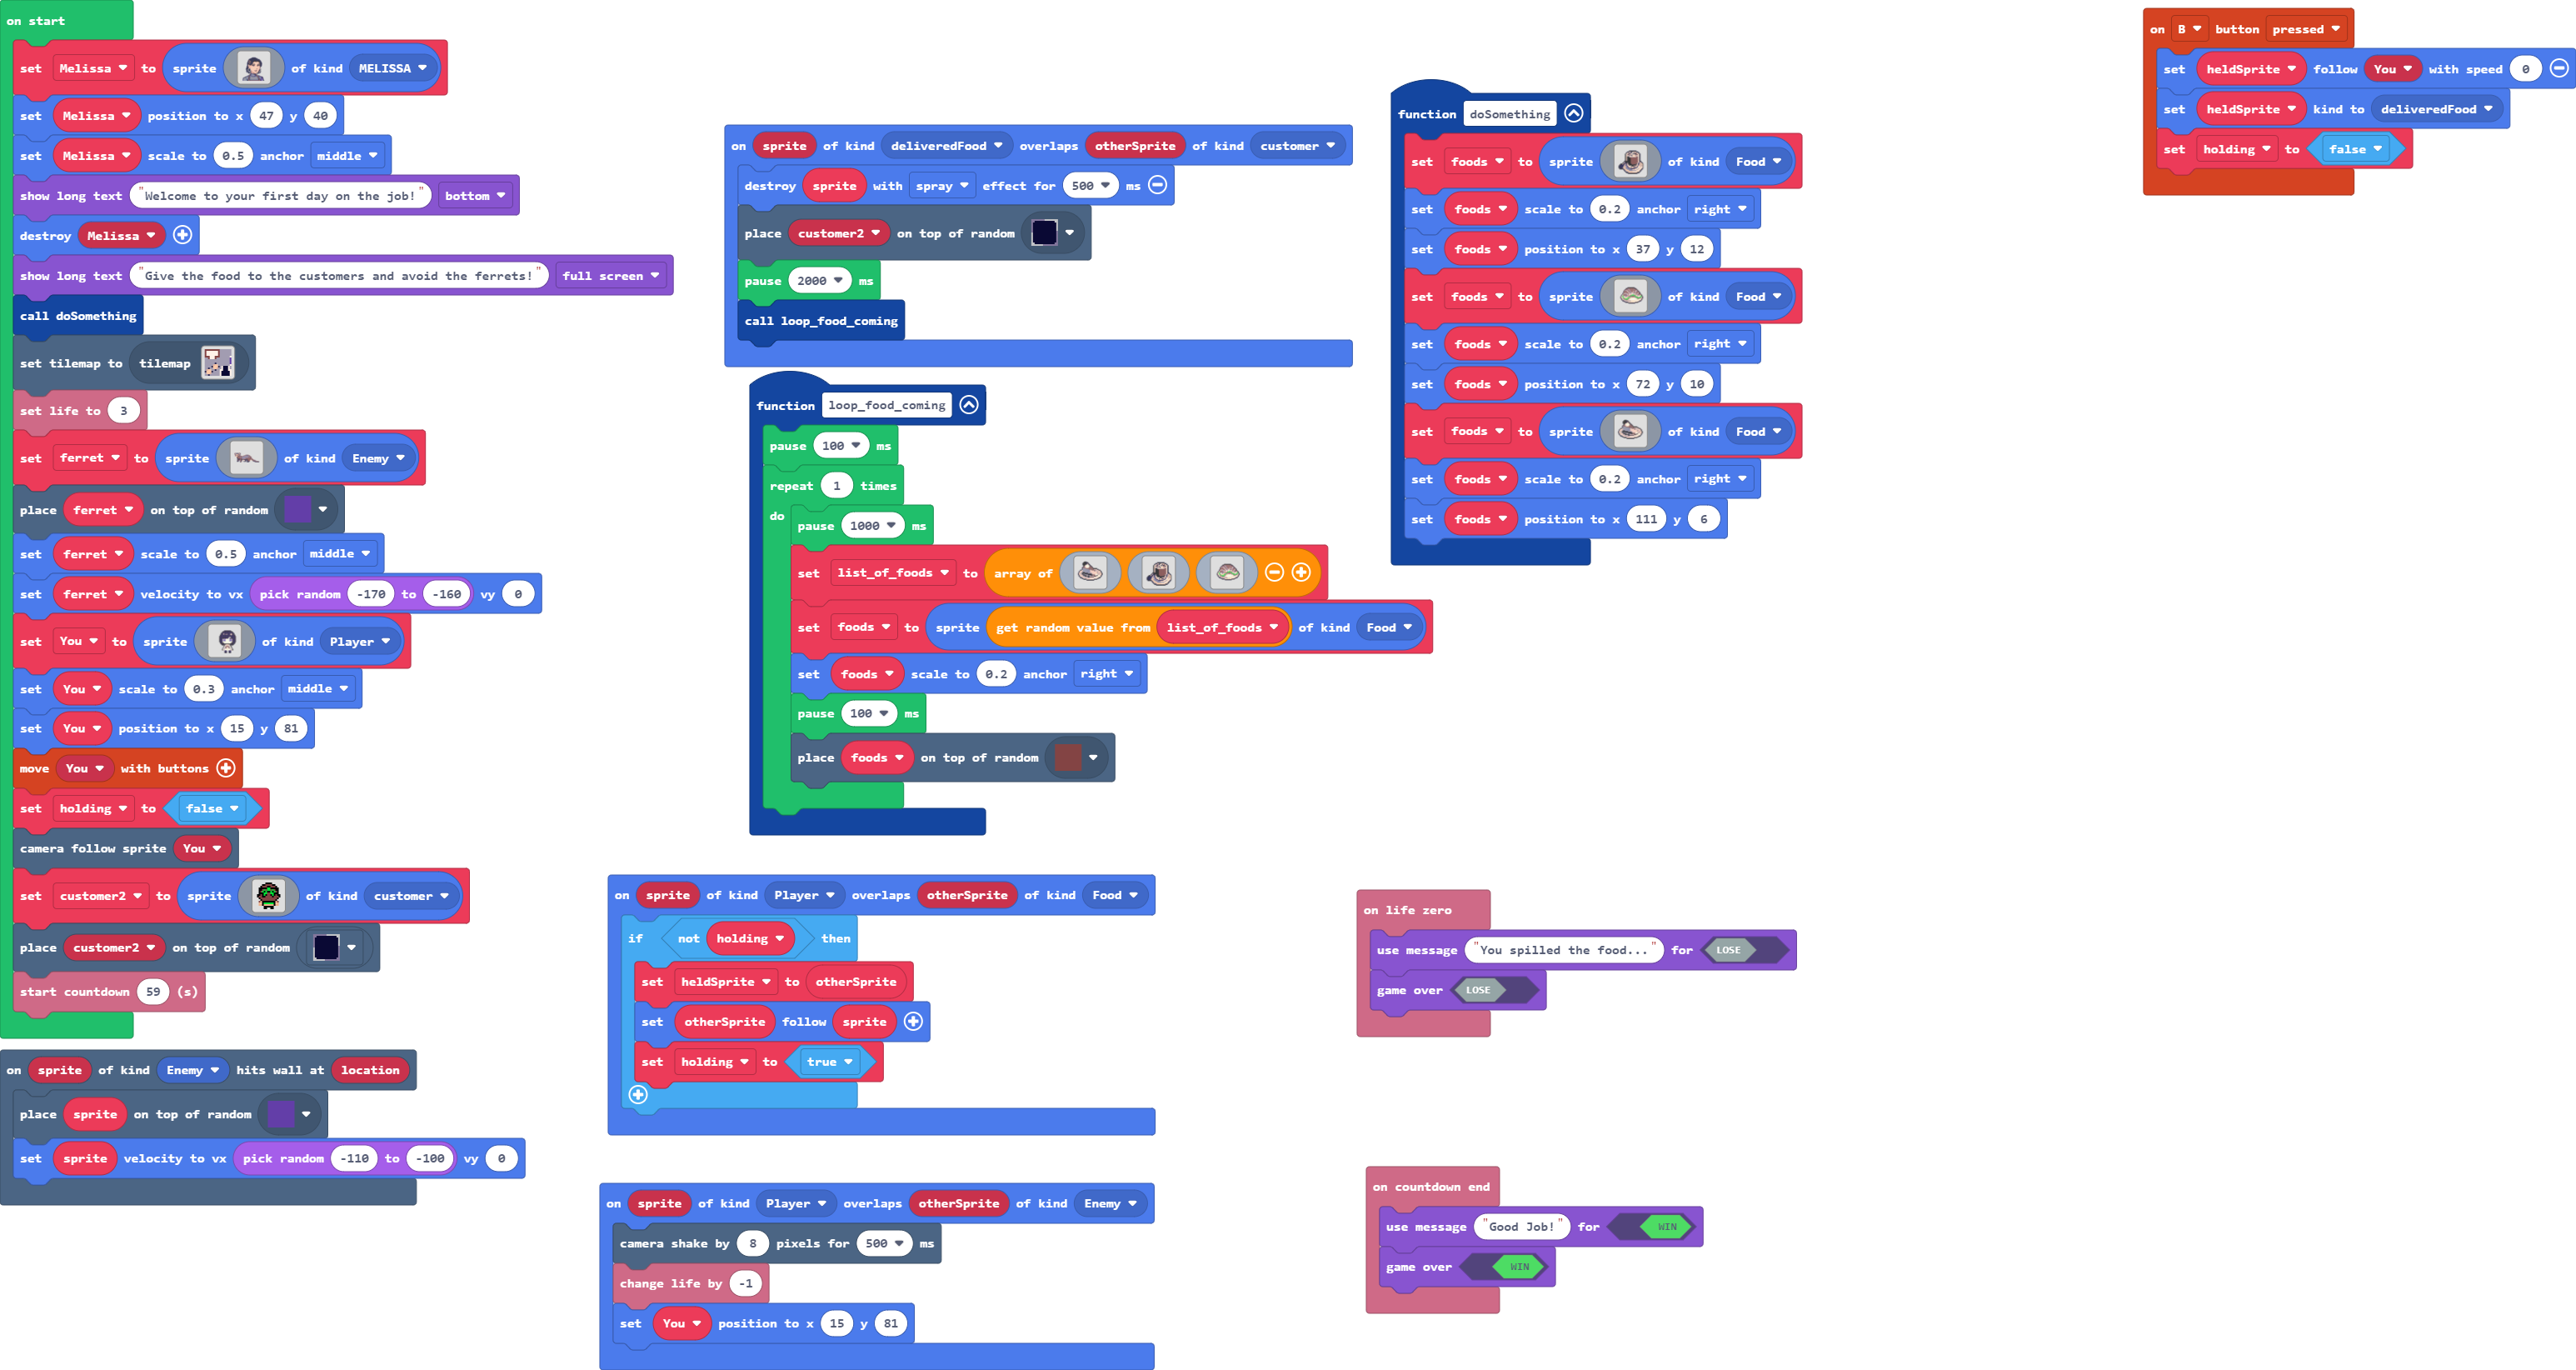 on start
set Melissa to sprite of kind MELISSA
set Melissa position to x 47 y 40
set Melissa scale to 0.5 anchor middle
show long text "Welcome to your first day on the job!" bottom
destroy Melissa
show long text "Give the food to the customers and avoid the ferrets!" full screen
call doSomething
set tilemap to tilemap
set life to 3
set ferret to sprite of kind Enemy
place ferret on top of random
set ferret scale to 0.5 anchor middle
set ferret velocity to vx pick random -170 to -160 vy 0
set You to sprite of kind Player
set You scale to 0.3 anchor middle
set You position to x 15 y 81
move You with buttons
set holding to false
camera follow sprite You
set customer2 to sprite of kind customer
place customer2 on top of random
start countdown 59 (s)
on sprite of kind Enemy hits wall at location
place sprite on top of random
set sprite velocity to vx pick random -110 to -100 vy 0
on sprite of kind deliveredFood overlaps otherSprite of kind customer
destroy sprite with spray effect for 500 ms
place customer2 on top of random
pause 2000 ms
call loop_food_coming
function loop_food_coming
pause 100 ms
repeat 1 times
do
pause 1000 ms
set list_of_foods to array of
set foods to sprite get random value from list_of_foods of kind Food
set foods scale to 0.2 anchor right
pause 100 ms
place foods on top of random
on sprite of kind Player overlaps otherSprite of kind Food
if not holding then
set heldSprite to otherSprite
set otherSprite follow sprite
set holding to true
on sprite of kind Player overlaps otherSprite of kind Enemy
camera shake by 8 pixels for 500 ms
change life by -1
set You position to x 15 y 81
function doSomething
set foods to sprite of kind Food
set foods scale to 0.2 anchor right
set foods position to x 37 y 12
set foods to sprite of kind Food
set foods scale to 0.2 anchor right
set foods position to x 72 y 10
set foods to sprite of kind Food
set foods scale to 0.2 anchor right
set foods position to x 111 y 6
on life zero
use message "You spilled the food..." for LOSE
game over LOSE
on countdown end
use message "Good Job!" for WIN
game over WIN
on B button pressed
set heldSprite follow You with speed 0
set heldSprite kind to deliveredFood
set holding to false